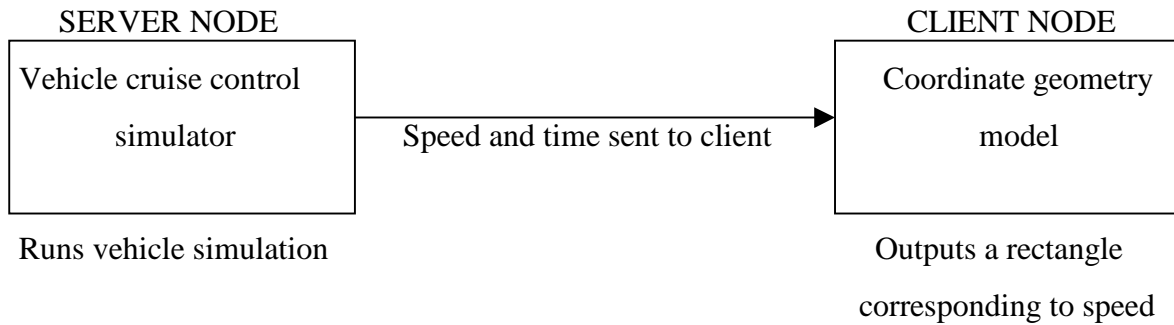 SERVER NODE
CLIENT NODE
Vehicle cruise control
simulator
Speed and time sent to client
Coordinate geometry
model
Runs vehicle simulation
Outputs a rectangle
corresponding to speed